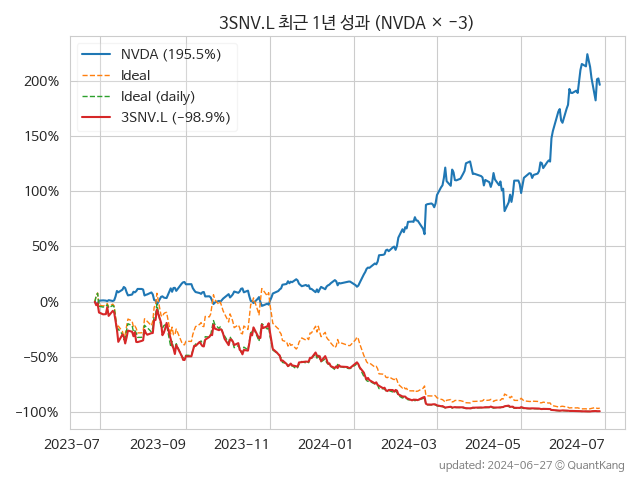 3SNV.L 최근 1년 성과 (NVDA × −3)
NVDA (195.5%)
Ideal
Ideal (daily)
3SNV.L (−98.9%)
200%
150%
100%
50%
0%
−50%
−100%
2023-07 2023-09 2023-11 2024-01 2024-03 2024-05 2024-07
updated: 2024-06-27 © QuantKang